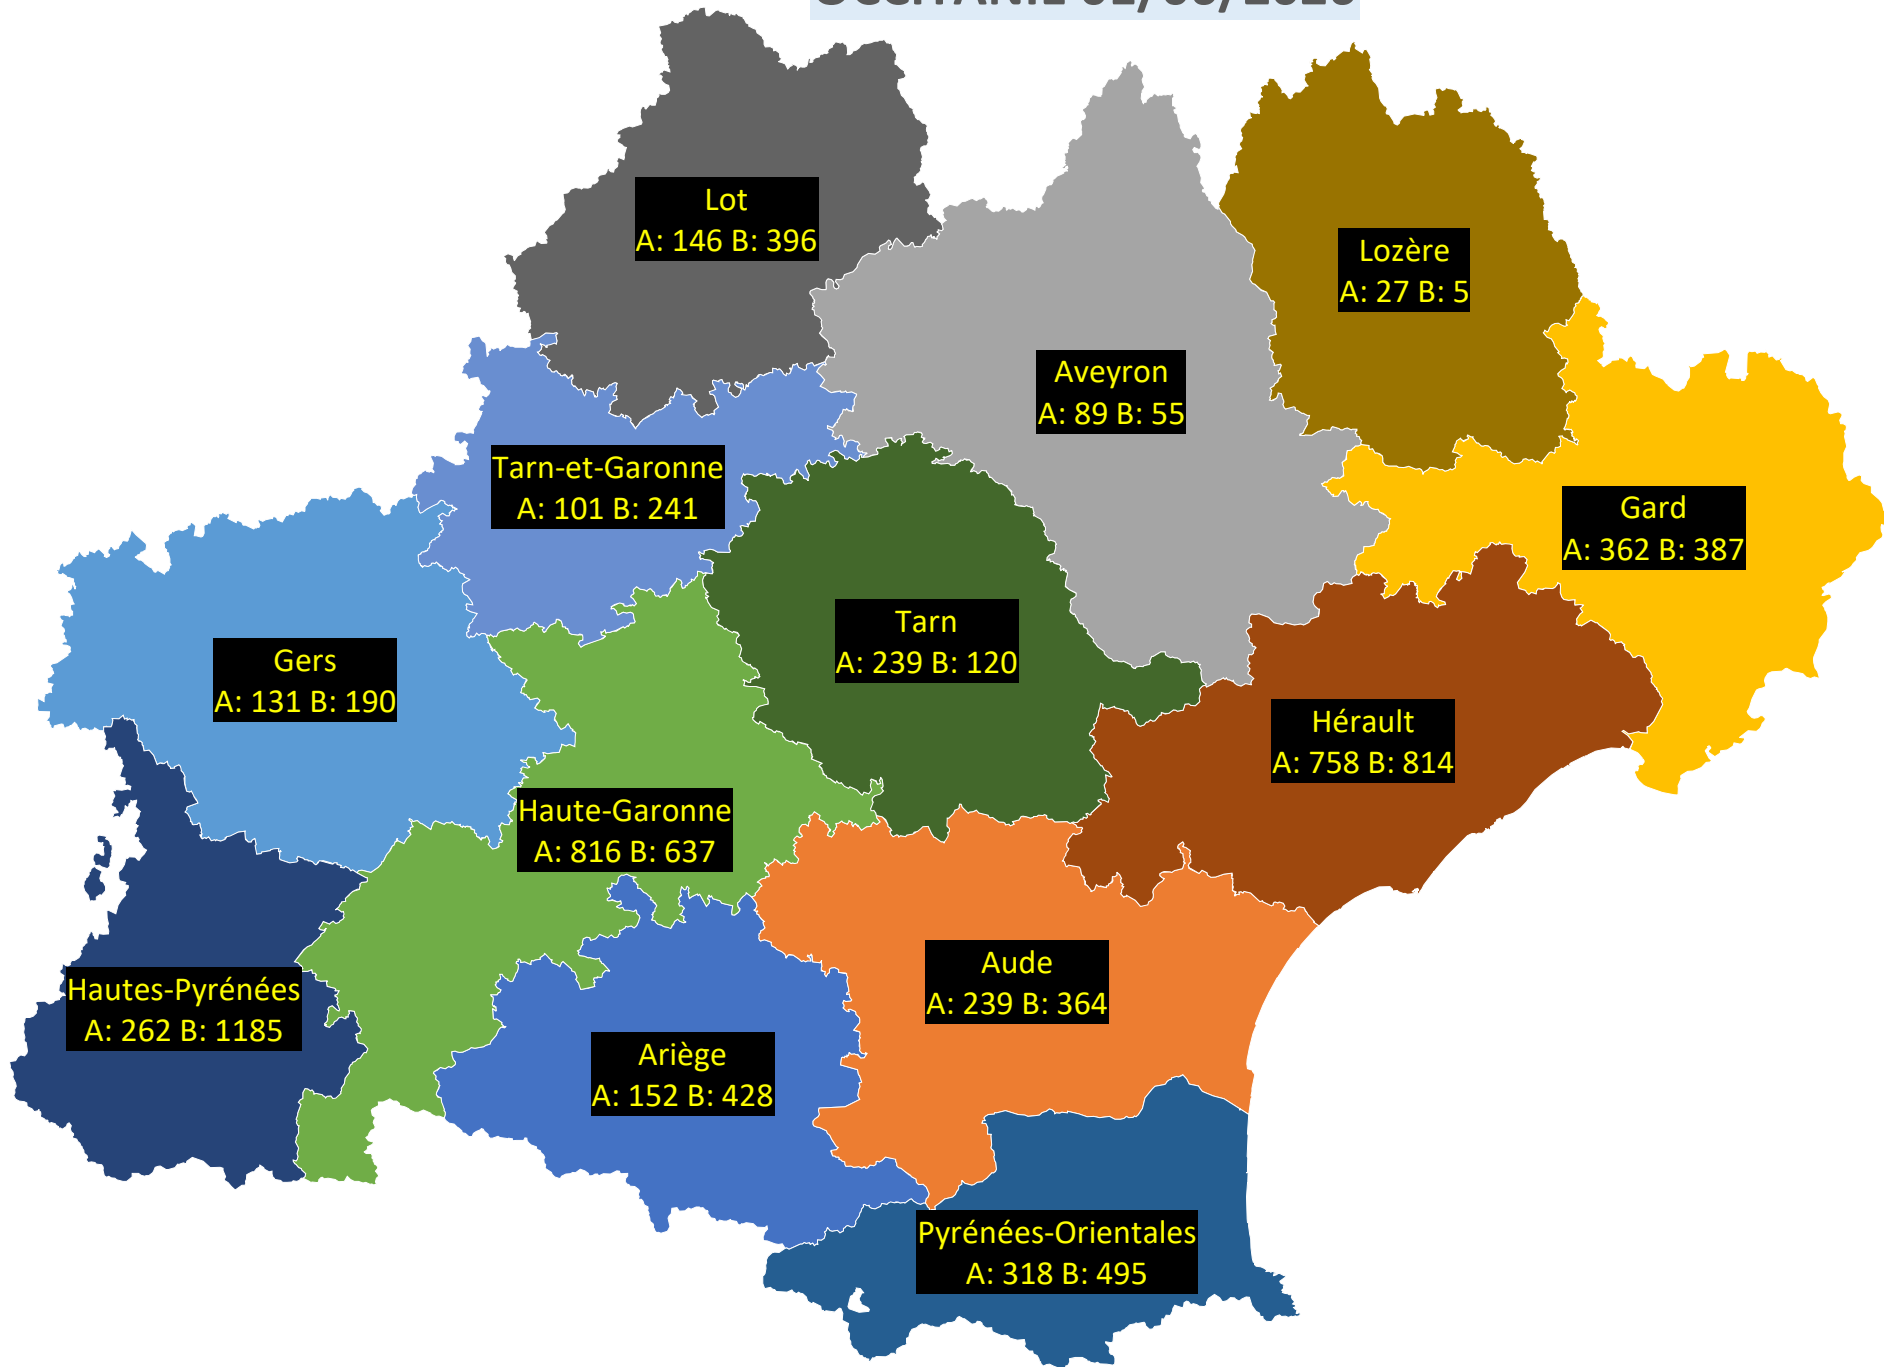 Lot
A: 146 B: 396
Lozère
A: 27 B: 5
Aveyron
A: 89 B: 55
Tarn-et-Garonne
A: 101 B: 241
Gard
A: 362 B: 387
Tarn
A: 239 B: 120
Gers
A: 131 B: 190
Hérault
A: 758 B: 814
Haute-Garonne
A: 816 B: 637
Aude
A: 239 B: 364
Hautes-Pyrénées
A: 262 B: 1185
Ariège
A: 152 B: 428
Pyrénées-Orientales
A: 318 B: 495